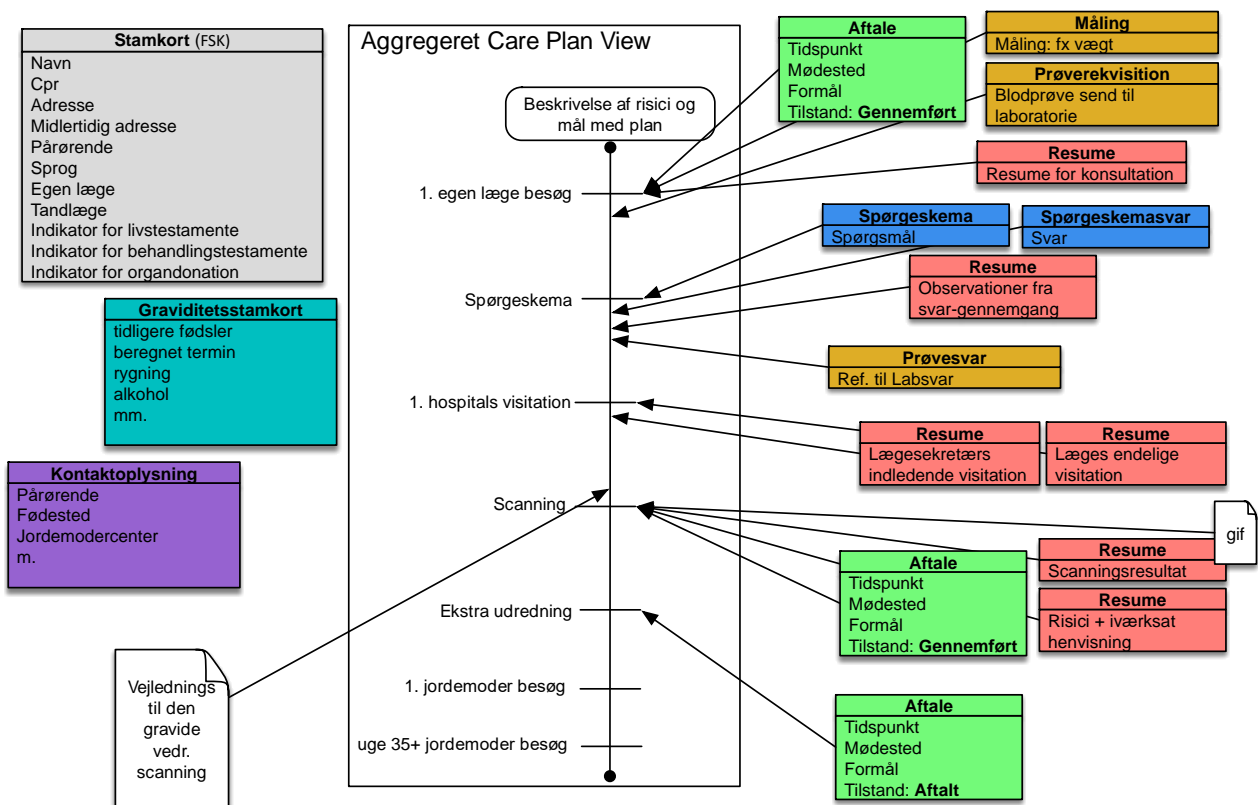 Stamkort (FSK)
Navn
Cpr
Adresse
Midlertidig adresse
Pårørende
Sprog
Egen læge
Tandlæge
Indikator for livstestamente
Indikator for behandlingstestamente
Indikator for organdonation
Graviditetsstamkort
tidligere fødsler
beregnet termin
rygning
alkohol
mm.
Kontaktoplysning
Pårørende
Fødested
Jordemodercenter
m.
Vejlednings
til den
gravide
vedr.
scanning
Aggregeret Care Plan View
Beskrivelse af risici og
mål med plan
1. egen læge besøg
Spørgeskema
1. hospitals visitation
Scanning
Ekstra udredning
1. jordemoder besøg
uge 35+ jordemoder besøg
Aftale
Tidspunkt
Mødested
Formål
Tilstand: Gennemført
Måling
Måling: fx vægt
Prøverekvisition
Blodprøve send til
laboratorie
Resume
Resume for konsultation
Spørgeskema
Spørgsmål
Spørgeskemasvar
Svar
Resume
Observationer fra
svar-gennemgang
Prøvesvar
Ref. til Labsvar
Resume
Lægesekretærs
indledende visitation
Resume
Læges endelige
visitation
gif
Resume
Scanningsresultat
Aftale
Tidspunkt
Mødested
Formål
Tilstand: Gennemført
Resume
Risici + iværksat
henvisning
Aftale
Tidspunkt
Mødested
Formål
Tilstand: Aftalt